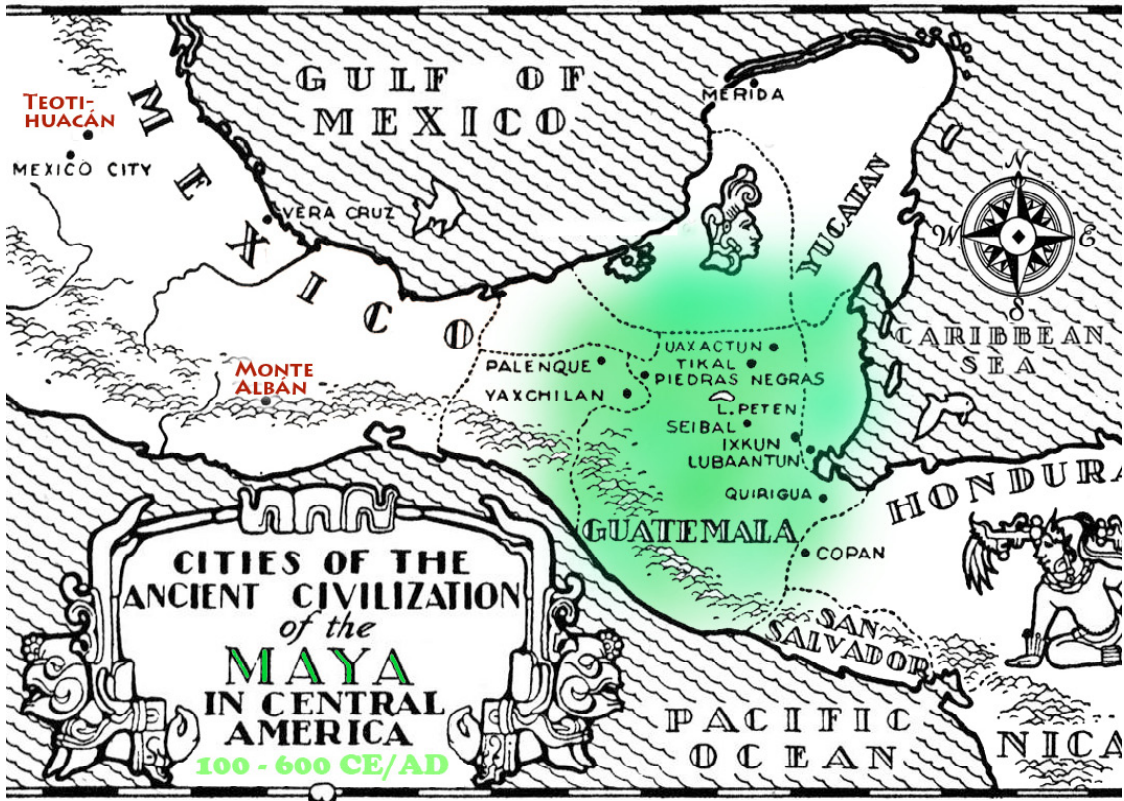 GULF OF
MEXICO
MERIDA
TEOTI-
HUACÁN
MEXICO CITY
MEXICO
VERA CRUZ
YUCATAN
N
W
E
S
CARIBBEAN
SEA
UAXACTUN
TIKAL
PALENQUE
PIEDRAS NEGRAS
YAXCHILAN
MONTE
ALBÁN
L. PETEN
SEIBAL
IXKUN
LUBAANTUN
QUIRIGUA
HONDURA
GUATEMALA
COPAN
SAN
SALVADOR
PACIFIC
OCEAN
NICA
CITIES OF THE
ANCIENT CIVILIZATION
of the
MAYA
IN CENTRAL
AMERICA
100 - 600 CE/AD